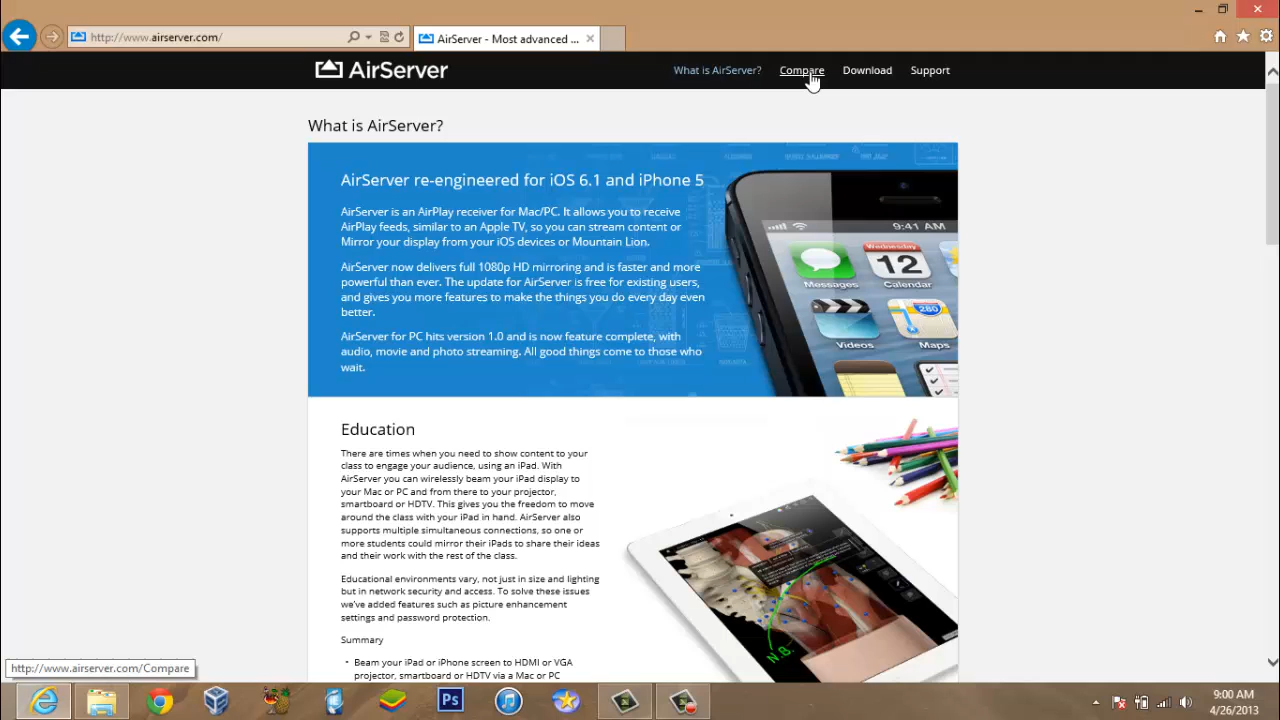 http://www.airserver.com/
AirServer - Most advanced ...
AirServer
What is AirServer?
Compare
Download
Support
What is AirServer?
AirServer re-engineered for iOS 6.1 and iPhone 5
AirServer is an AirPlay receiver for Mac/PC. It allows you to receive
AirPlay feeds, similar to an Apple TV, so you can stream content or
Mirror your display from your iOS devices or Mountain Lion.
AirServer now delivers full 1080p HD mirroring and is faster and more
powerful than ever. The update for AirServer is free for existing users,
and gives you more features to make the things you do every day even
better.
AirServer for PC hits version 1.0 and is now feature complete, with
audio, movie and photo streaming. All good things come to those who
wait.
9:41 AM
Wednesday
12
280
Messages
Calendar
Videos
Maps
Education
There are times when you need to show content to your
class to engage your audience, using an iPad. With
AirServer you can wirelessly beam your iPad display to
your Mac or PC and from there to your projector,
smartboard or HDTV. This gives you the freedom to move
around the class with your iPad in hand. AirServer also
supports multiple simultaneous connections, so one or
more students could mirror their iPads to share their ideas
and their work with the rest of the class.
Educational environments vary, not just in size and lighting
but in network security and access. To solve these issues
we've added features such as picture enhancement
settings and password protection.
Summary
• Beam your iPad or iPhone screen to HDMI or VGA
projector, smartboard or HDTV via a Mac or PC
N.B.
http://www.airserver.com/Compare
Ps
9:00 AM
4/26/2013